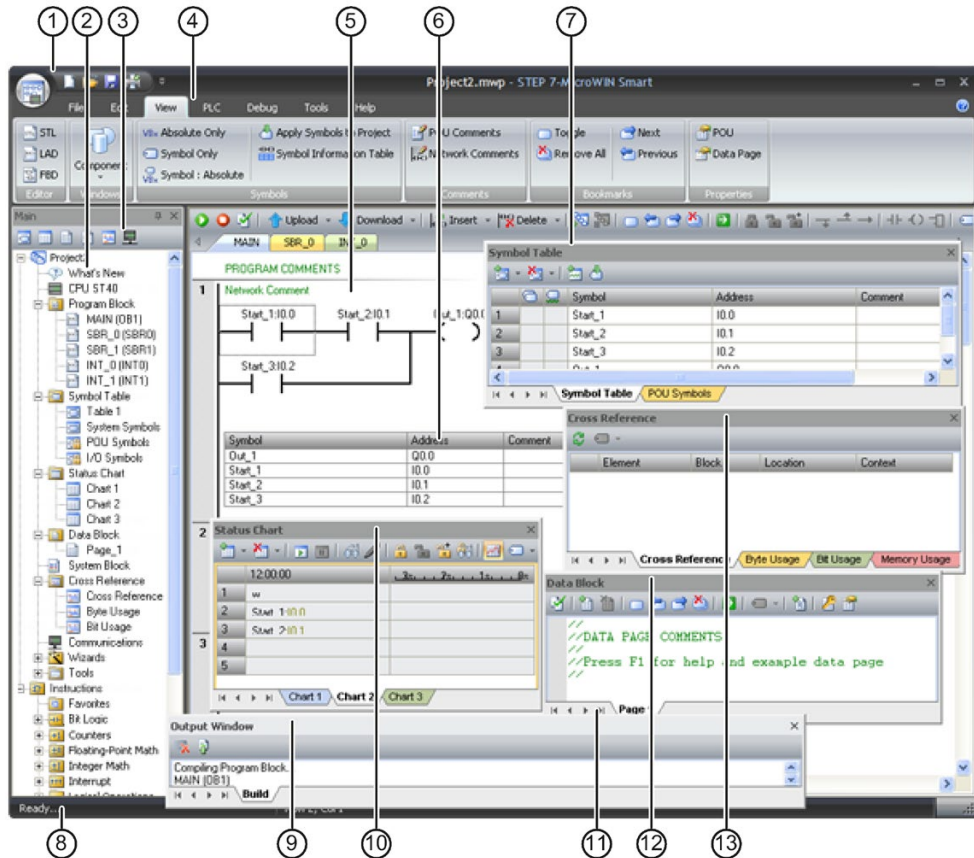 ① ② ③ ④ ⑤ ⑥ ⑦
Project2.mwp - STEP 7-MicroWIN Smart
File Edit View PLC Debug Tools Help
STL
LAD
FBD
Editor
Component
Windows
Absolute Only
Symbol Only
Symbol : Absolute
Apply Symbols to Project
Symbol Information Table
Symbols
POU Comments
Network Comments
Comments
Toggle
Remove All
Next
Previous
Bookmarks
POU
Data Page
Properties
Main
Project
What's New
CPU ST40
Program Block
MAIN (OB1)
SBR_0 (SBR0)
SBR_1 (SBR1)
INT_0 (INT0)
INT_1 (INT1)
Symbol Table
Table 1
System Symbols
POU Symbols
I/O Symbols
Status Chart
Chart 1
Chart 2
Chart 3
Data Block
Page_1
System Block
Cross Reference
Cross Reference
Byte Usage
Bit Usage
Communications
Wizards
Tools
Instructions
Favorites
Bit Logic
Counters
Floating-Point Math
Integer Math
Interrupt
Upload Download Insert Delete
MAIN SBR_0 INT_0
PROGRAM COMMENTS
1 Network Comment
Start_1:I0.0 Start_2:I0.1
Start_3:I0.2
Symbol Address Comment
Out_1 Q0.0
Start_1 I0.0
Start_2 I0.1
Start_3 I0.2
2
3
Symbol Table
Symbol Address Comment
1 Start_1 I0.0
2 Start_2 I0.1
3 Start_3 I0.2
Symbol Table POU Symbols
Cross Reference
Element Block Location Context
Cross Reference Byte Usage Bit Usage Memory Usage
Status Chart
12:00:00
1 w
2 Start_1:I0.0
3 Start_2:I0.1
4
5
Chart 1 Chart 2 Chart 3
Data Block
//
//DATA PAGE COMMENTS
//
//Press F1 for help and example data page
//
Page
Output Window
Compiling Program Block.
MAIN (OB1)
Build
Ready...
⑧ ⑨ ⑩ ⑪ ⑫ ⑬